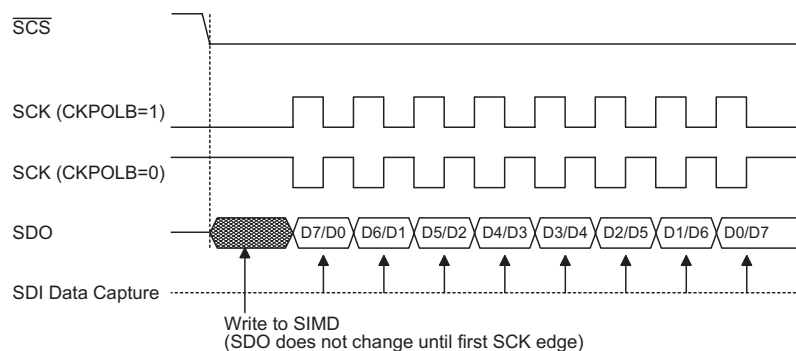 SCS
SCK (CKPOLB=1)
SCK (CKPOLB=0)
SDO
D7/D0 D6/D1 D5/D2 D4/D3 D3/D4 D2/D5 D1/D6 D0/D7
SDI Data Capture
Write to SIMD
(SDO does not change until first SCK edge)